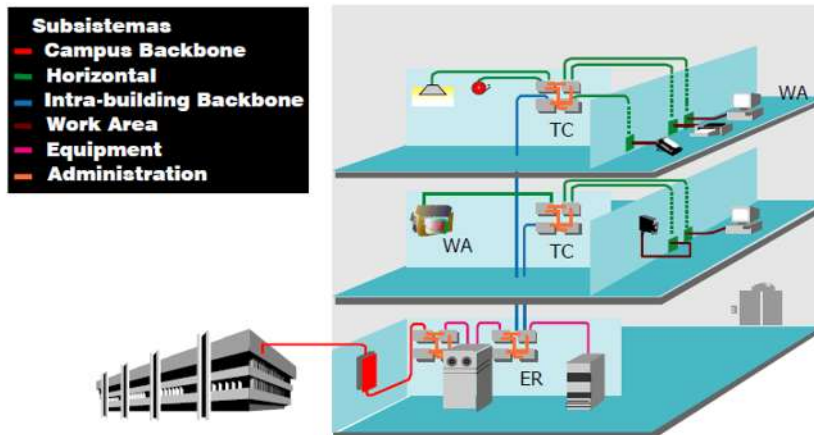 Subsistemas
Campus Backbone
Horizontal
Intra-building Backbone
Work Area
Equipment
Administration
TC
WA
WA
TC
ER